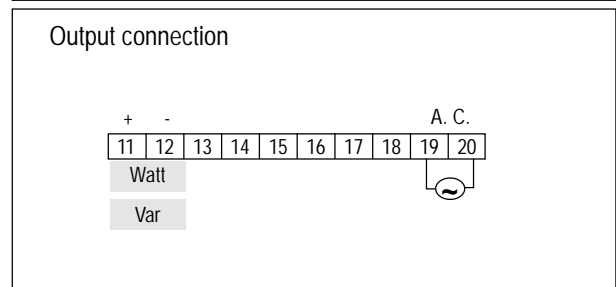 Output connection
+ - A. C.
11 12 13 14 15 16 17 18 19 20
Watt
~
Var